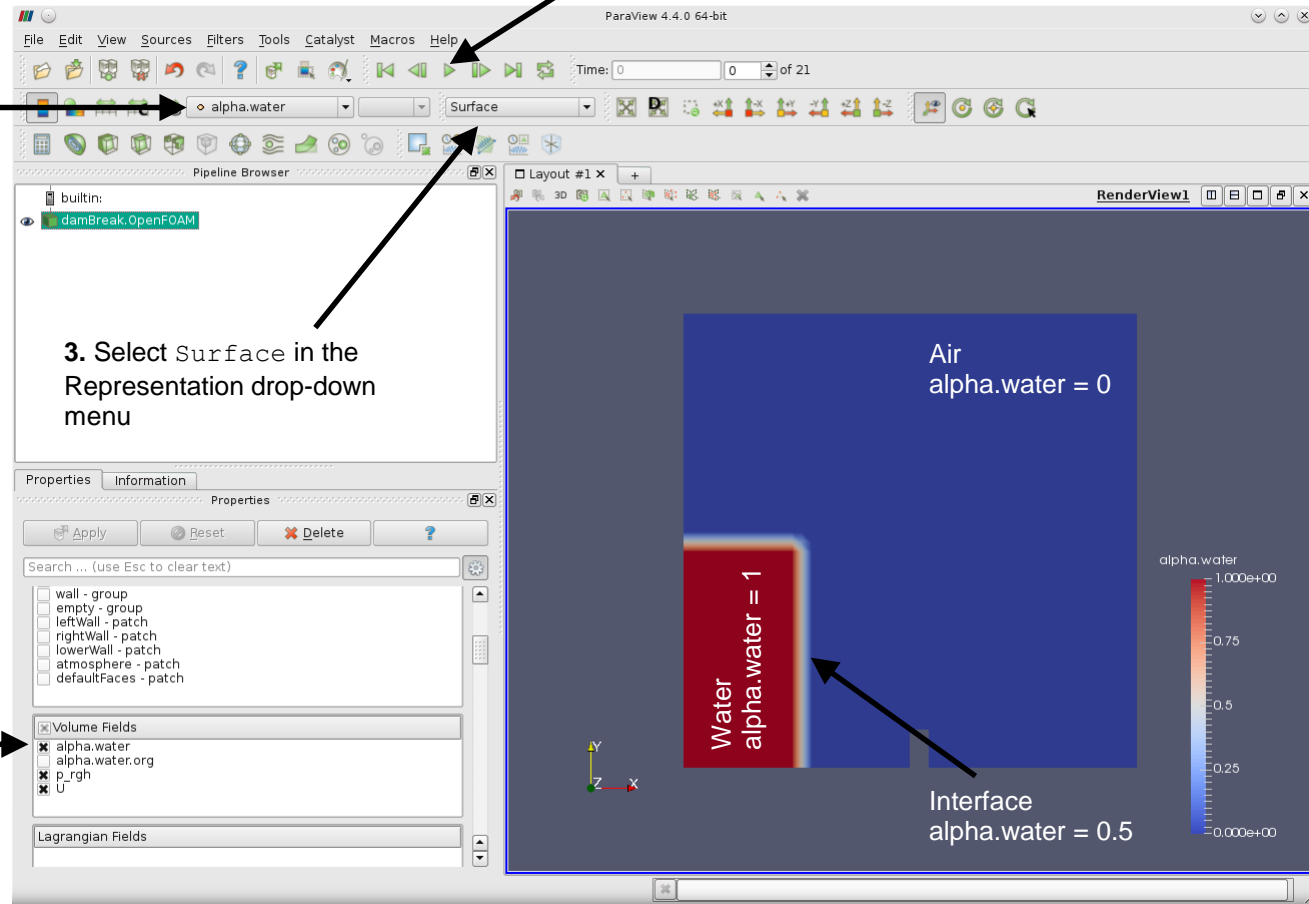 ParaView 4.4.0 64-bit
File Edit View Sources Filters Tools Catalyst Macros Help
Time: 0 0 of 21
alpha.water Surface
Pipeline Browser
Layout #1 +
3D
RenderView1
builtin:
damBreak.OpenFOAM
3. Select Surface in the
Representation drop-down
menu
Properties Information
Properties
Apply Reset Delete ?
Search ... (use Esc to clear text)
wall - group
empty - group
leftWall - patch
rightWall - patch
lowerWall - patch
atmosphere - patch
defaultFaces - patch
Volume Fields
alpha.water
alpha.water.org
p_rgh
U
Lagrangian Fields
Air
alpha.water = 0
Water
alpha.water = 1
Interface
alpha.water = 0.5
Y
Z X
alpha.water
1.000e+00
0.75
0.5
0.25
0.000e+00